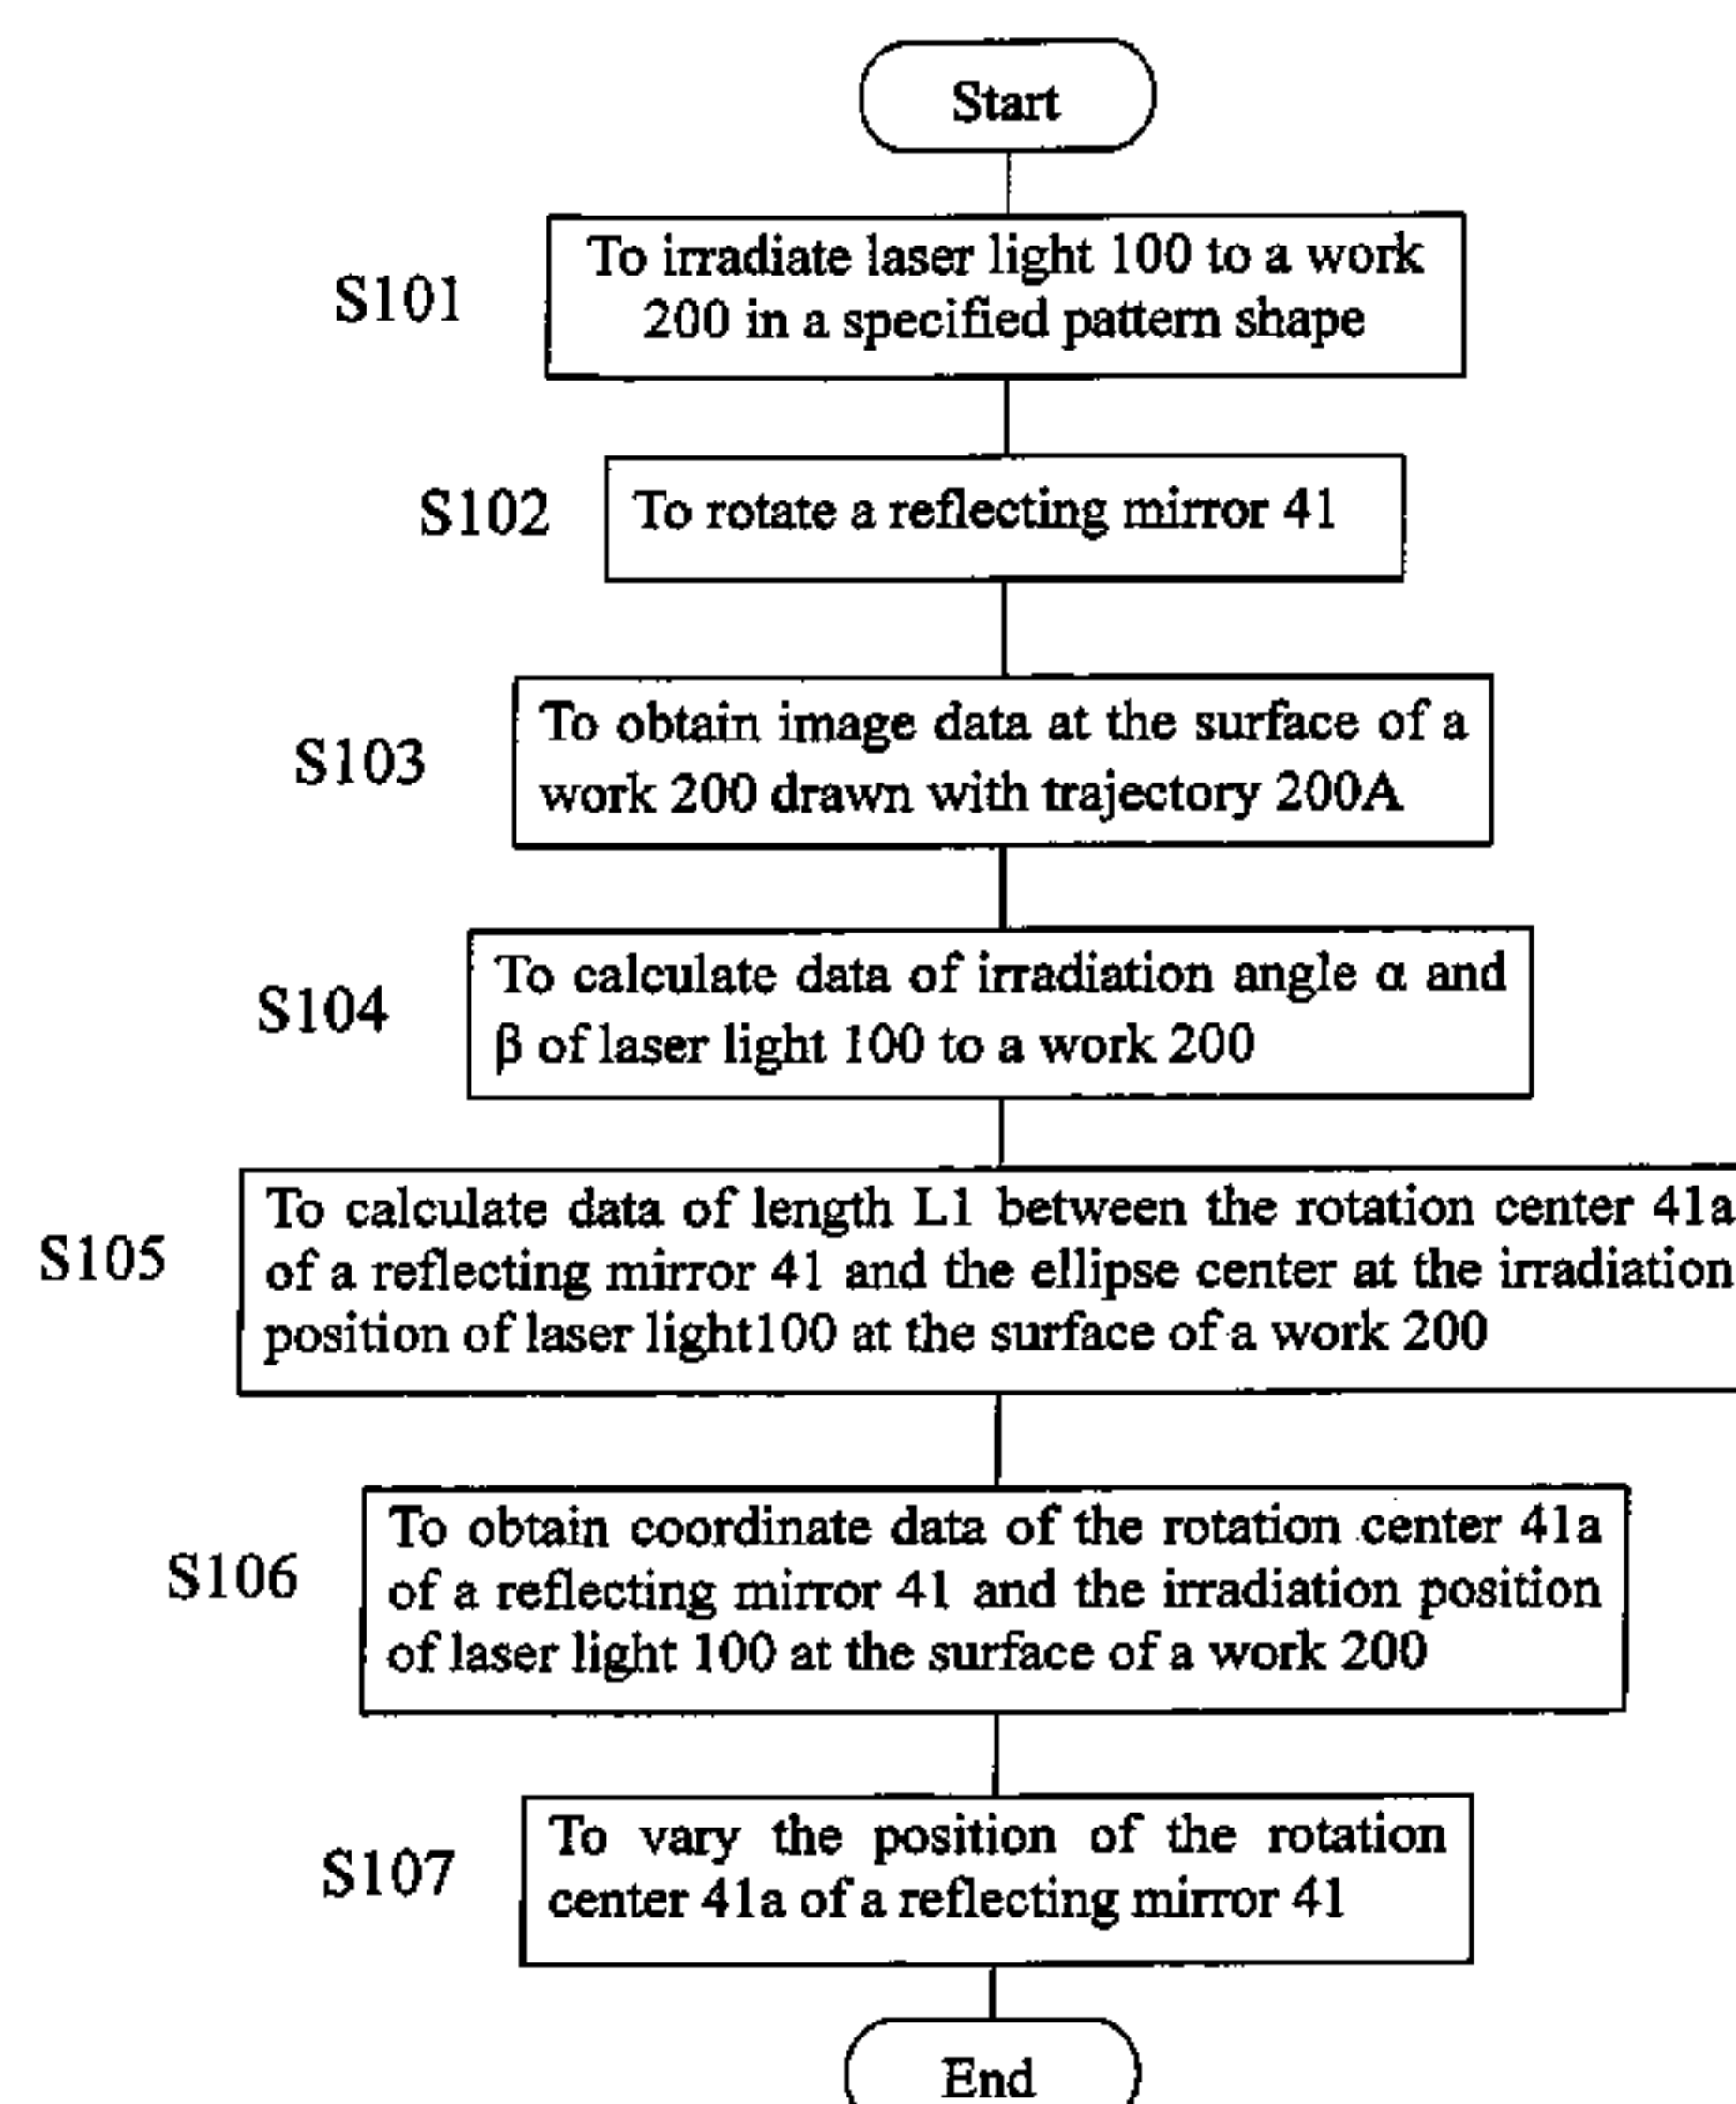 Start
S101
To irradiate laser light 100 to a work
200 in a specified pattern shape
S102
To rotate a reflecting mirror 41
S103
To obtain image data at the surface of a
work 200 drawn with trajectory 200A
S104
To calculate data of irradiation angle α and
β of laser light 100 to a work 200
S105
To calculate data of length L1 between the rotation center 41a
of a reflecting mirror 41 and the ellipse center at the irradiation
position of laser light100 at the surface of a work 200
S106
To obtain coordinate data of the rotation center 41a
of a reflecting mirror 41 and the irradiation position
of laser light 100 at the surface of a work 200
S107
To vary the position of the rotation
center 41a of a reflecting mirror 41
End